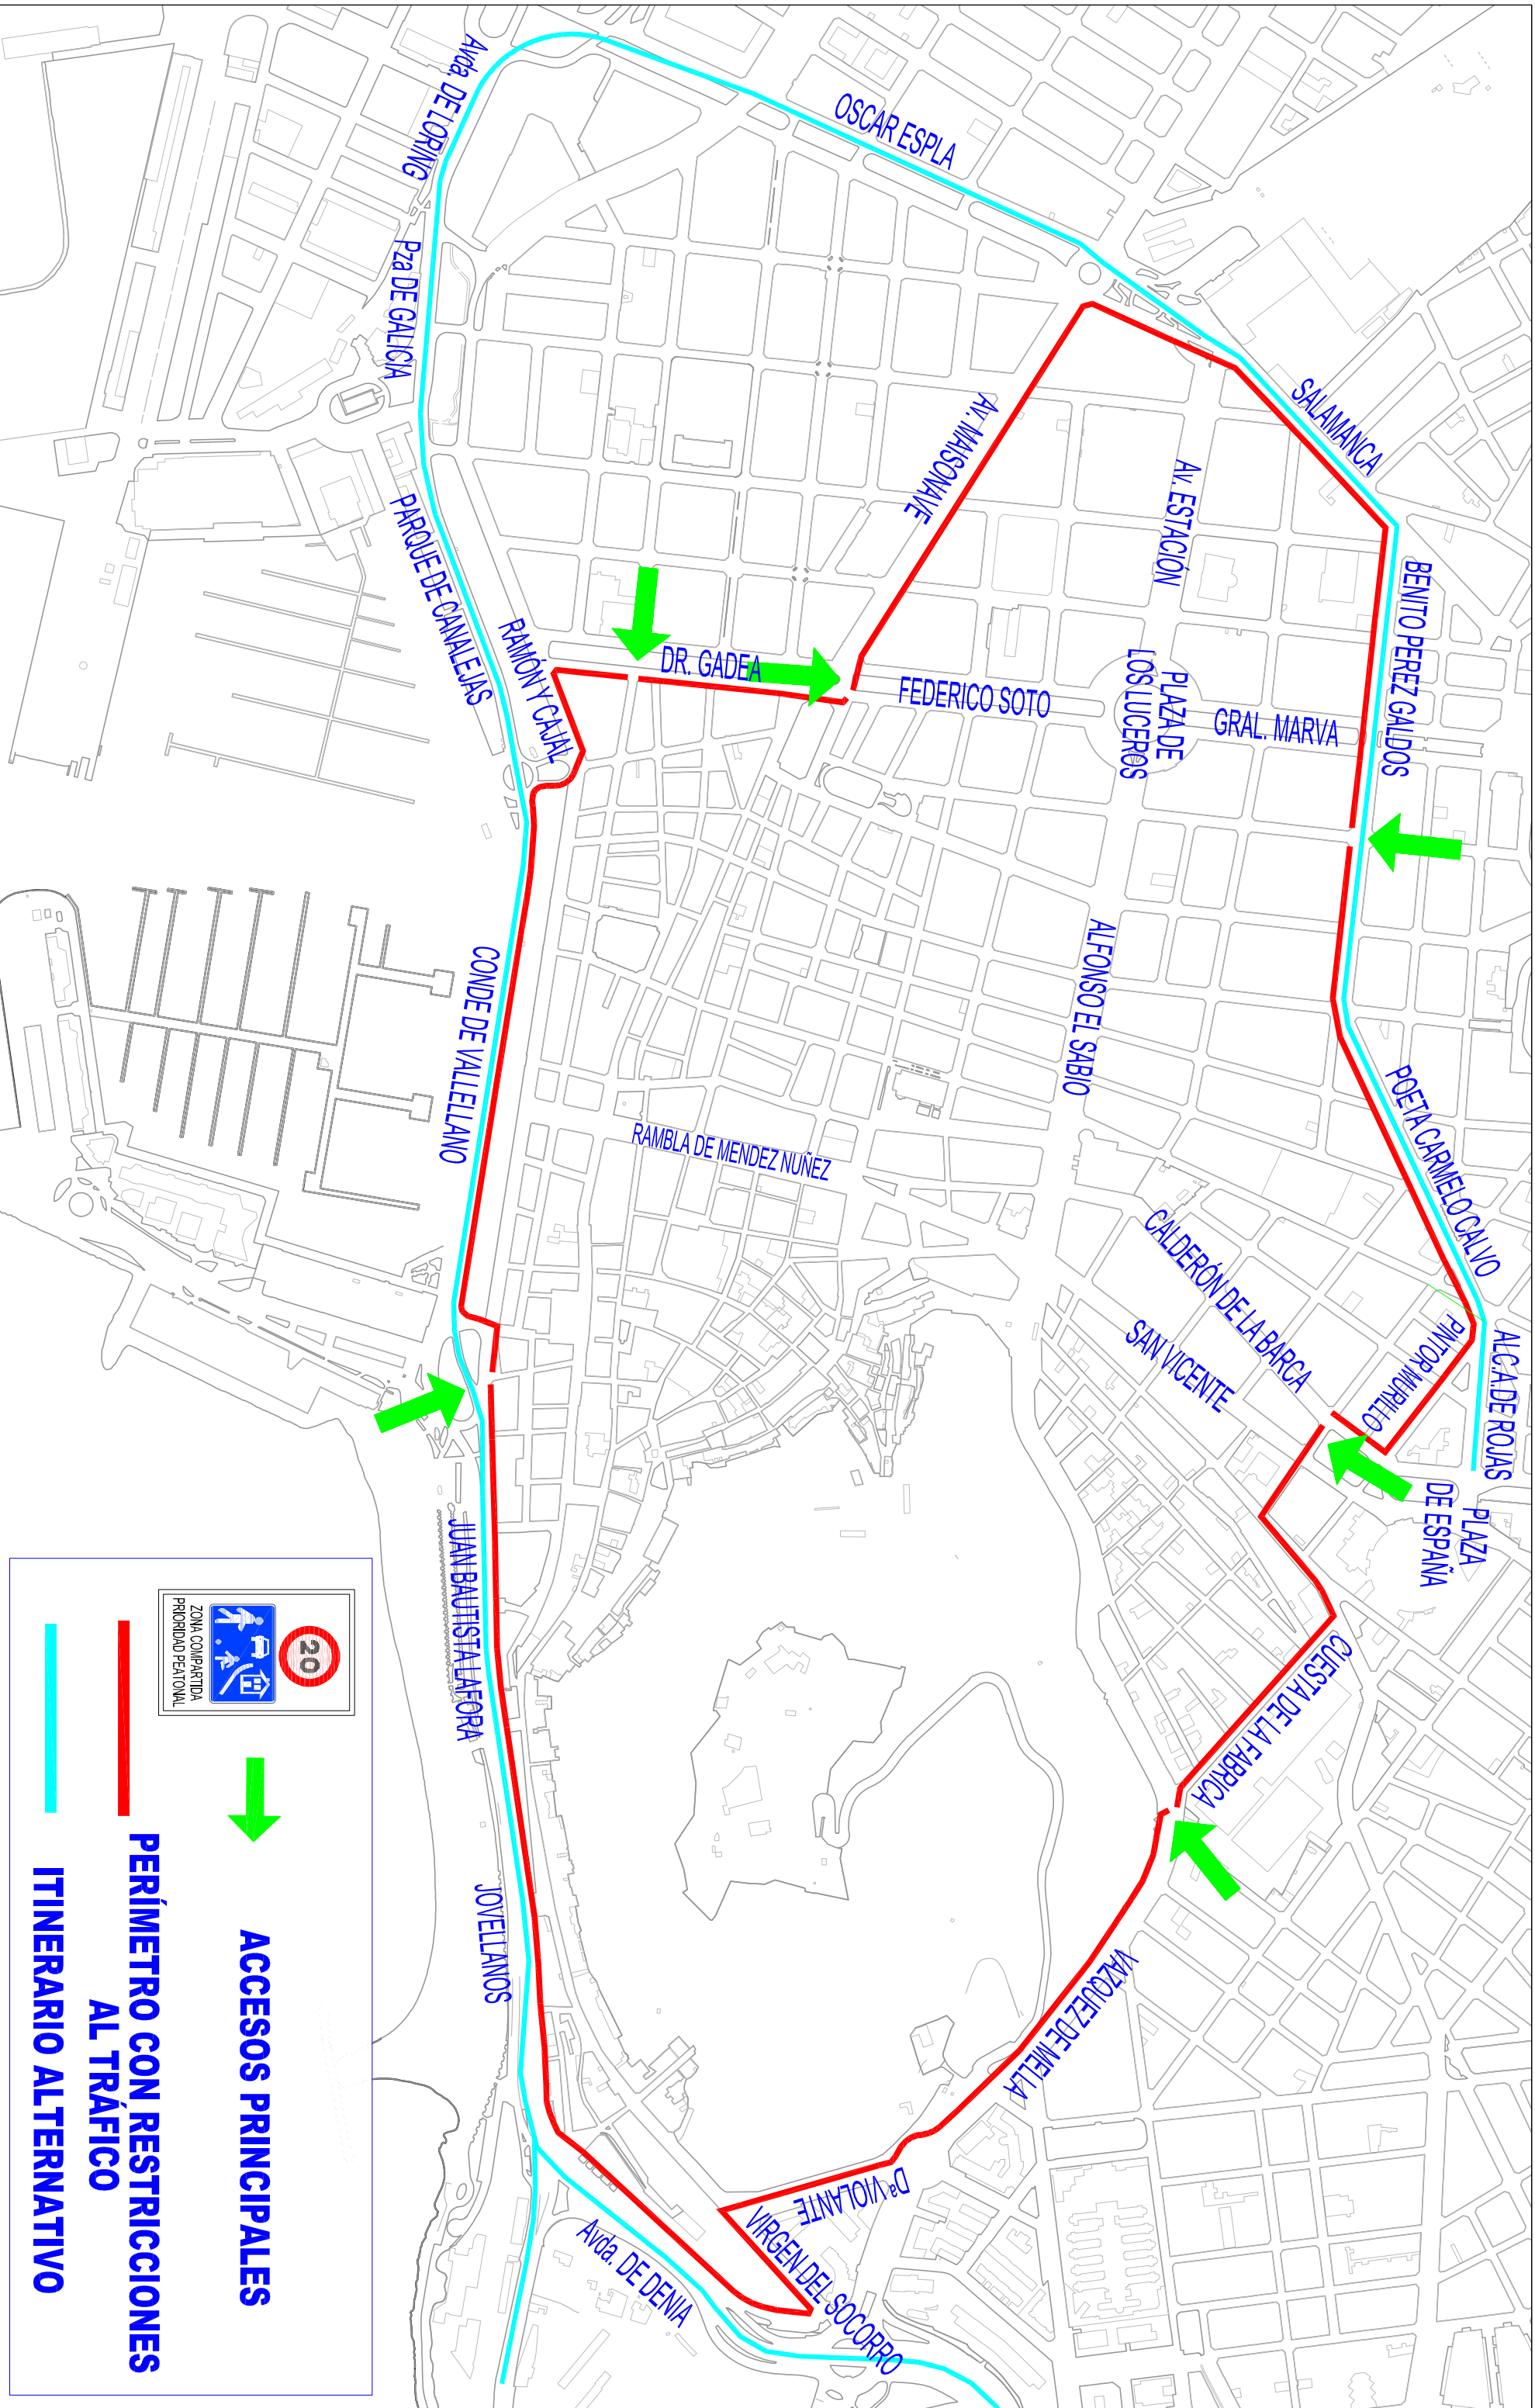 Avda. DE LORING
OSCAR ESPLA
Pza DE GALICIA
SALAMANCA
Av. MAISONAVE
Av. ESTACIÓN
PARQUE DE CANALEJAS
RAMÓN Y CAJAL
DR. GADEA
FEDERICO SOTO
PLAZA DE
LOS LUCEROS
GRAL. MARVA
BENITO PEREZ GALDOS
CONDE DE VALLELLANO
ALFONSO EL SABIO
RAMBLA DE MENDEZ NUÑEZ
POETA CARMELO CALVO
CALDERÓN DE LA BARCA
SAN VICENTE
PINTOR MURILLO
ALC.A.DE ROJAS
PLAZA
DE ESPAÑA
JUAN BAUTISTA LAFORA
CUESTA DE LA FABRICA
JOVELLANOS
VAZQUEZ DE MELLA
Dª VIOLANTE
VIRGEN DEL SOCORRO
Avda. DE DENIA
20
ZONA COMPARTIDA
PRIORIDAD PEATONAL
ACCESOS PRINCIPALES
PERÍMETRO CON RESTRICCIONES
AL TRÁFICO
ITINERARIO ALTERNATIVO